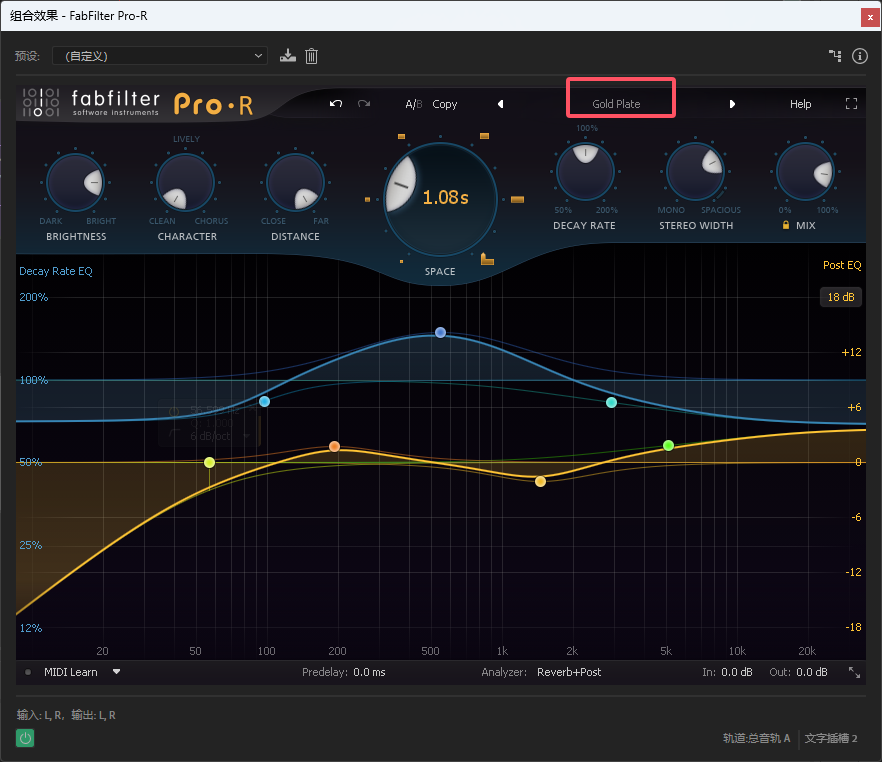 组合效果 - FabFilter Pro-R
x
预设: (自定义)
fabfilter
software instruments
Pro·R
A/B Copy
Gold Plate
Help
LIVELY
DARK BRIGHT
BRIGHTNESS
CLEAN CHORUS
CHARACTER
CLOSE FAR
DISTANCE
1.08s
SPACE
100%
50% 200%
DECAY RATE
MONO SPACIOUS
STEREO WIDTH
0% 100%
MIX
Decay Rate EQ
Post EQ
200%
18 dB
+12
100%
+6
6 dB/oct
50%
0
-6
25%
-12
12%
-18
20 50 100 200 500 1k 2k 5k 10k 20k
MIDI Learn
Predelay: 0.0 ms
Analyzer: Reverb+Post
In: 0.0 dB Out: 0.0 dB
输入: L, R, 输出: L, R
轨道:总音轨 A 文字插槽 2